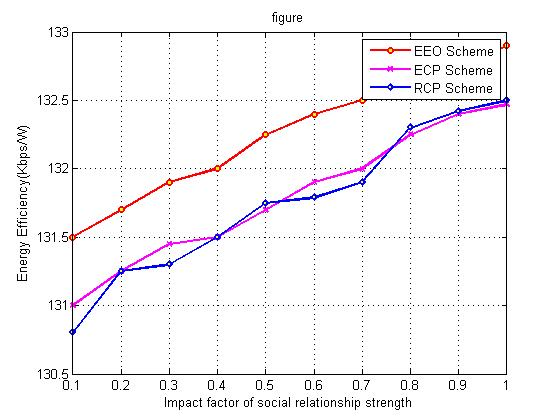 figure
133
132.5
132
131.5
131
130.5
Energy Efficiency(Kbps/W)
EEO Scheme
ECP Scheme
RCP Scheme
0.1 0.2 0.3 0.4 0.5 0.6 0.7 0.8 0.9 1
Impact factor of social relationship strength